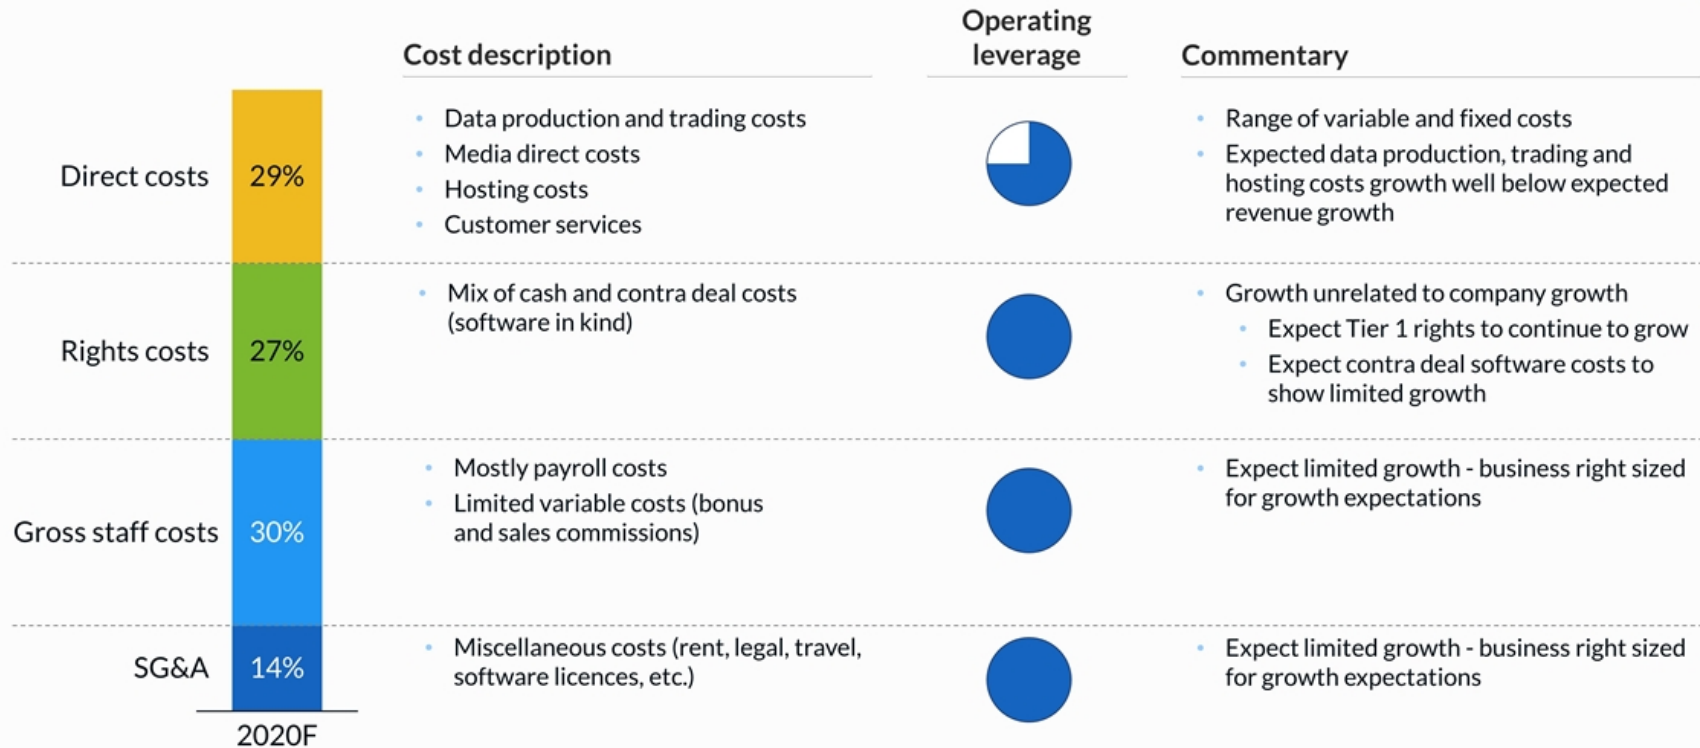 Operating
leverage
Cost description
Commentary
Direct costs
29%
• Data production and trading costs
• Media direct costs
• Hosting costs
• Customer services
• Range of variable and fixed costs
• Expected data production, trading and
hosting costs growth well below expected
revenue growth
Rights costs
27%
• Mix of cash and contra deal costs
(software in kind)
• Growth unrelated to company growth
• Expect Tier 1 rights to continue to grow
• Expect contra deal software costs to
show limited growth
Gross staff costs
30%
• Mostly payroll costs
• Limited variable costs (bonus
and sales commissions)
• Expect limited growth - business right sized
for growth expectations
SG&A
14%
• Miscellaneous costs (rent, legal, travel,
software licences, etc.)
• Expect limited growth - business right sized
for growth expectations
2020F